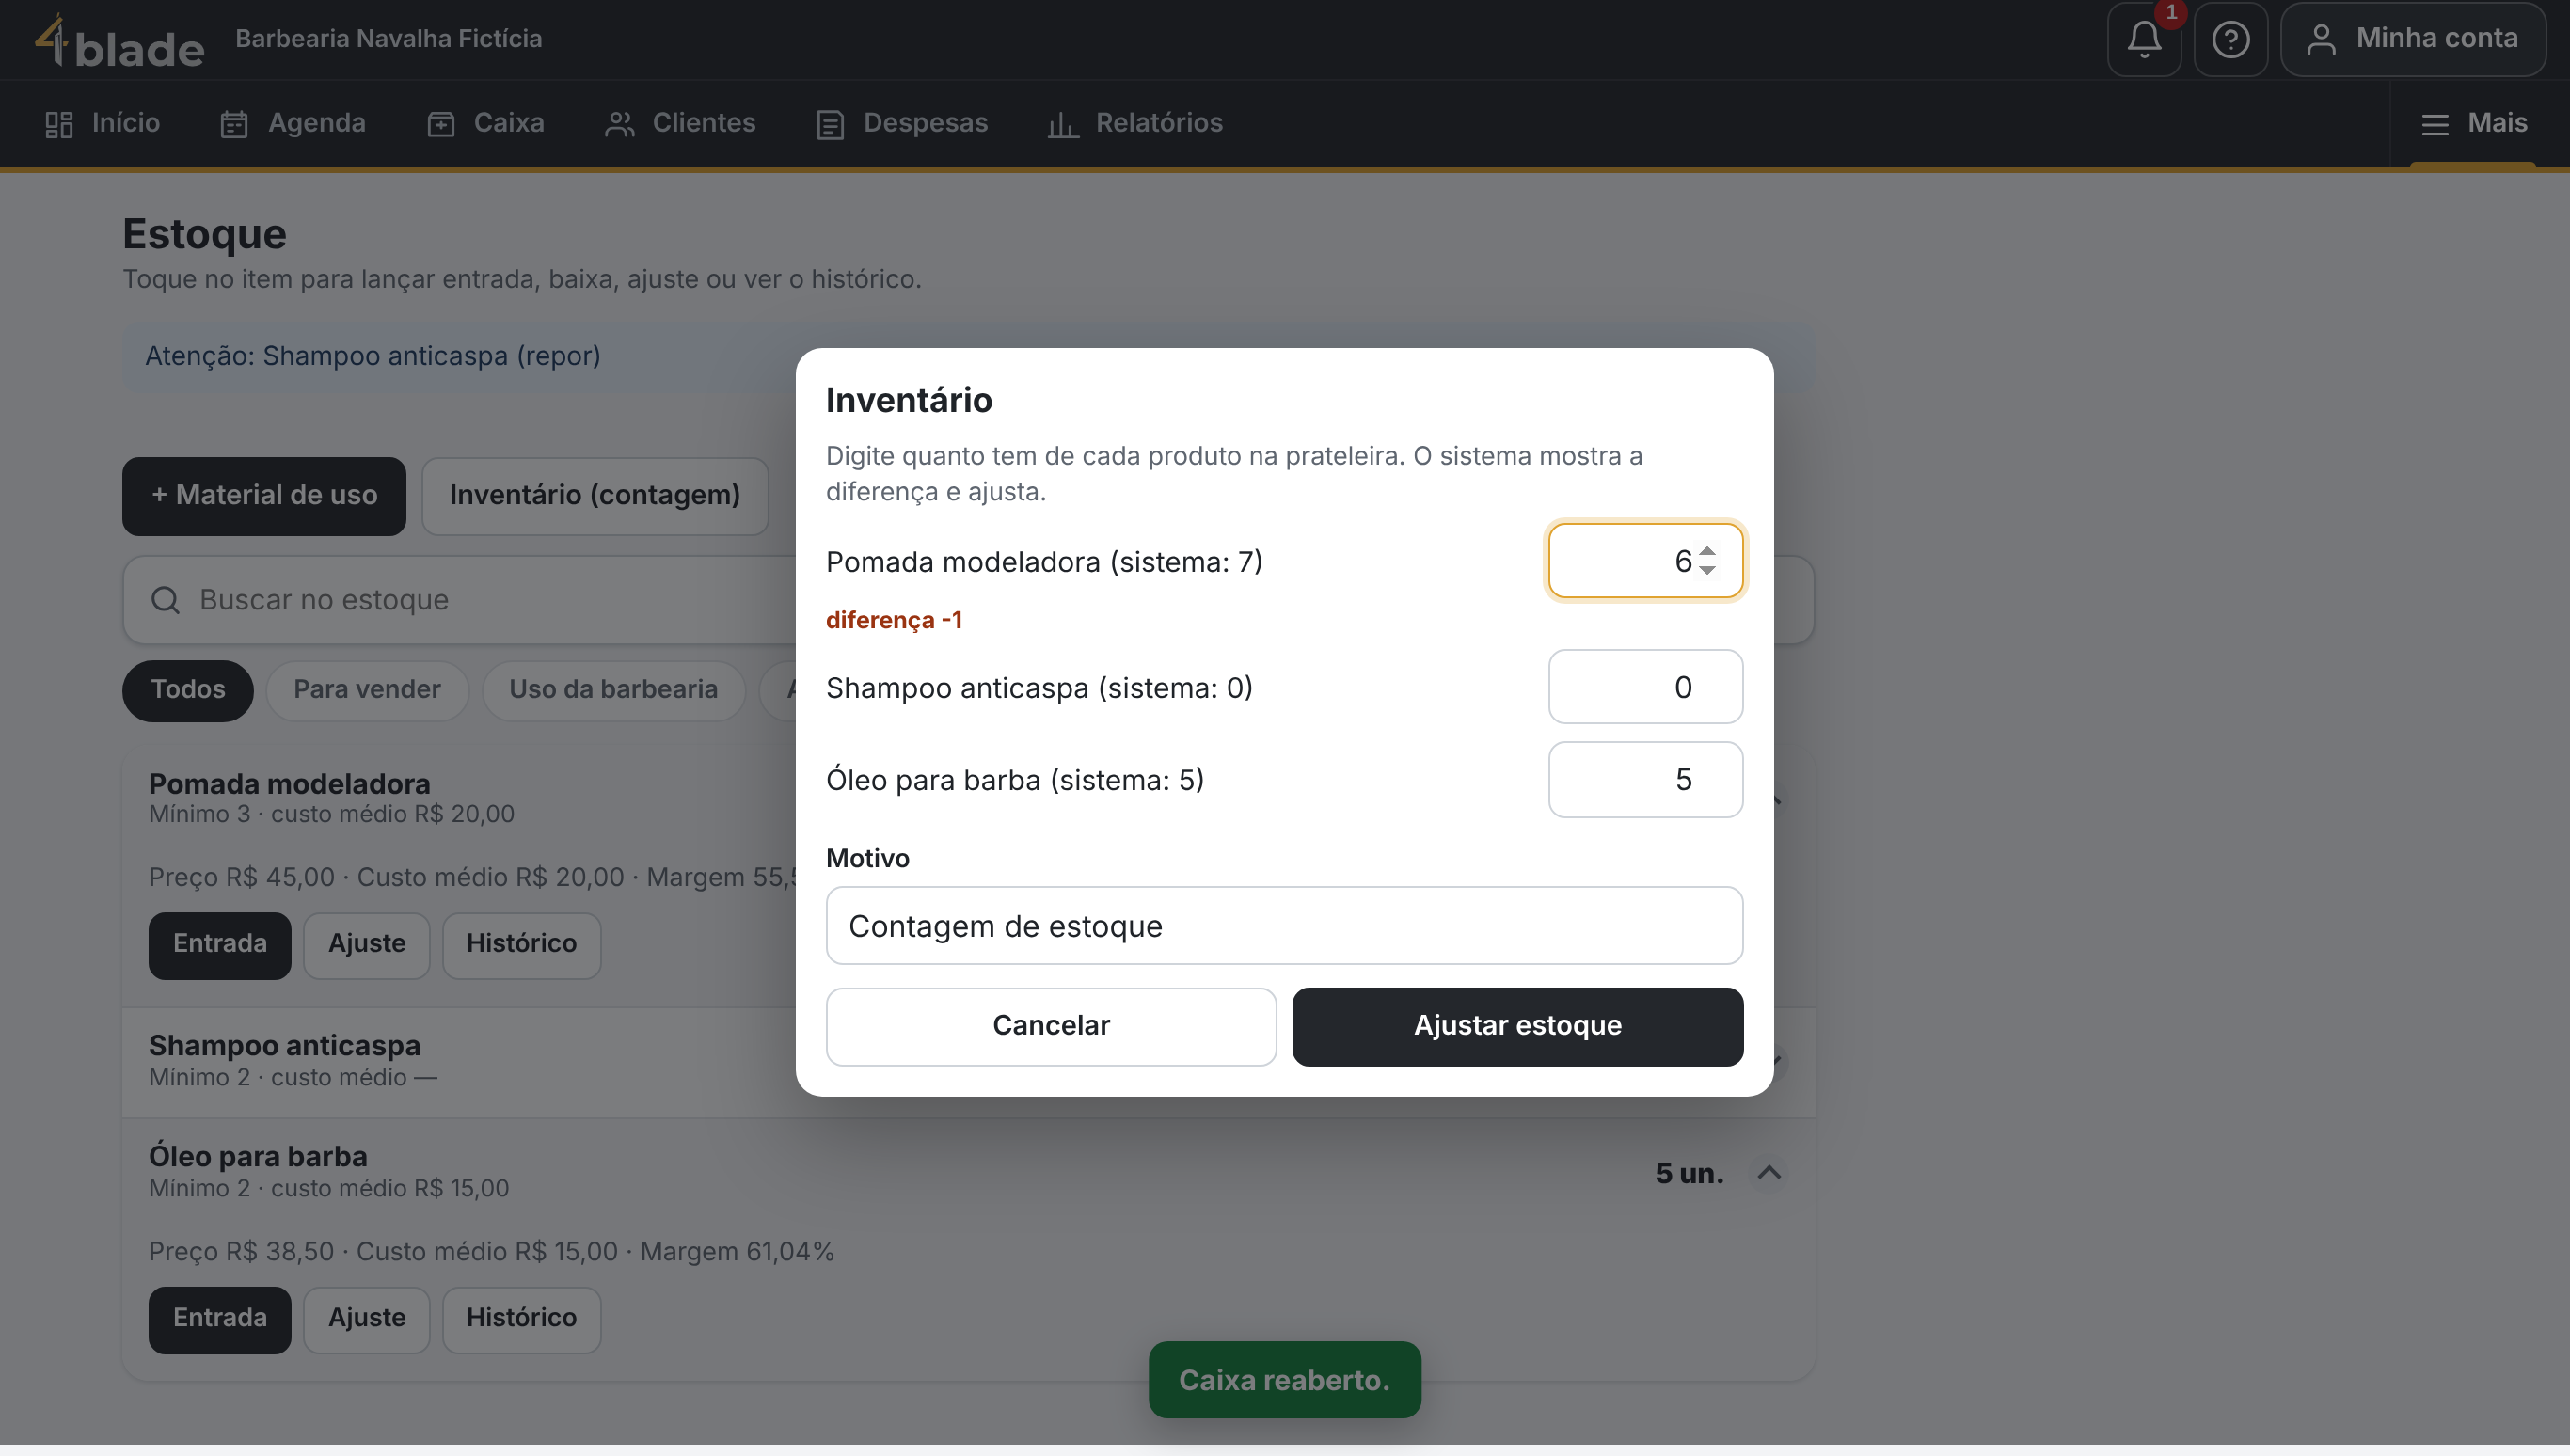 4blade
Barbearia Navalha Fictícia
1
Minha conta
Início
Agenda
Caixa
Clientes
Despesas
Relatórios
Mais
Estoque
Toque no item para lançar entrada, baixa, ajuste ou ver o histórico.
Atenção: Shampoo anticaspa (repor)
+ Material de uso
Inventário (contagem)
Buscar no estoque
Todos
Para vender
Uso da barbearia
Pomada modeladora
Mínimo 3 · custo médio R$ 20,00
Preço R$ 45,00 · Custo médio R$ 20,00 · Margem 55,5
Entrada
Ajuste
Histórico
Shampoo anticaspa
Mínimo 2 · custo médio —
Óleo para barba
Mínimo 2 · custo médio R$ 15,00
5 un.
Preço R$ 38,50 · Custo médio R$ 15,00 · Margem 61,04%
Entrada
Ajuste
Histórico
Inventário
Digite quanto tem de cada produto na prateleira. O sistema mostra a
diferença e ajusta.
Pomada modeladora (sistema: 7)
6
diferença -1
Shampoo anticaspa (sistema: 0)
0
Óleo para barba (sistema: 5)
5
Motivo
Contagem de estoque
Cancelar
Ajustar estoque
Caixa reaberto.